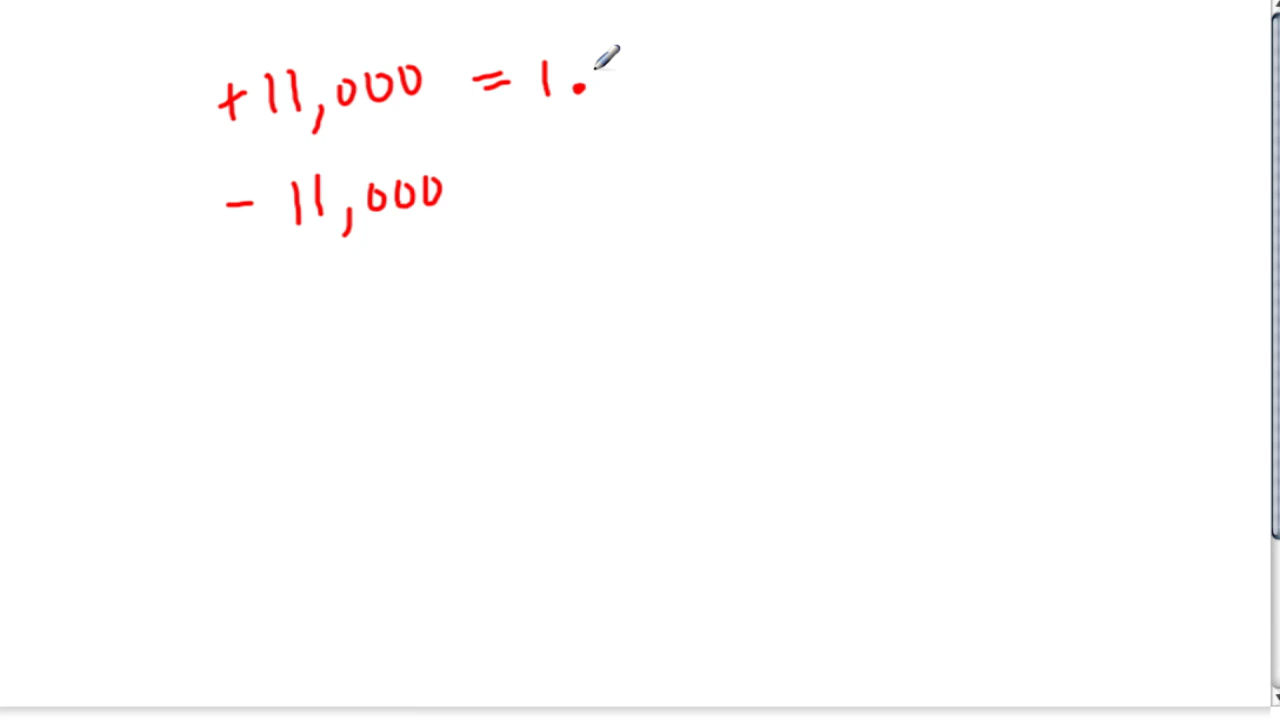 +11,000 = 1.
- 11,000